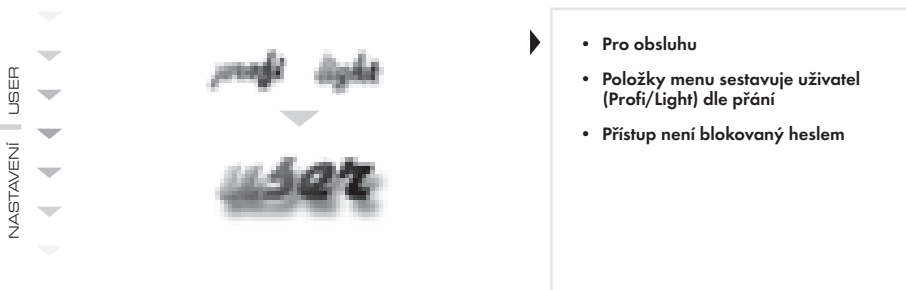 NASTAVENÍ USER
profi light
user
• Pro obsluhu
• Položky menu sestavuje uživatel
(Profi/Light) dle přání
• Přístup není blokovaný heslem